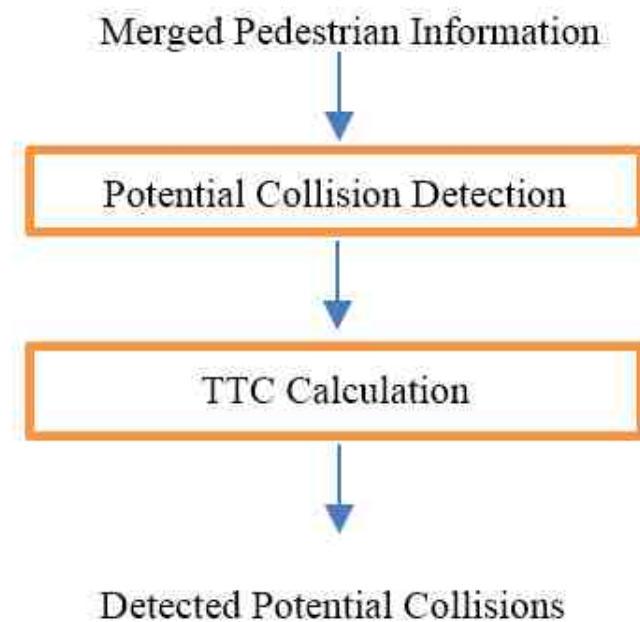 Merged Pedestrian Information
Potential Collision Detection
TTC Calculation
Detected Potential Collisions